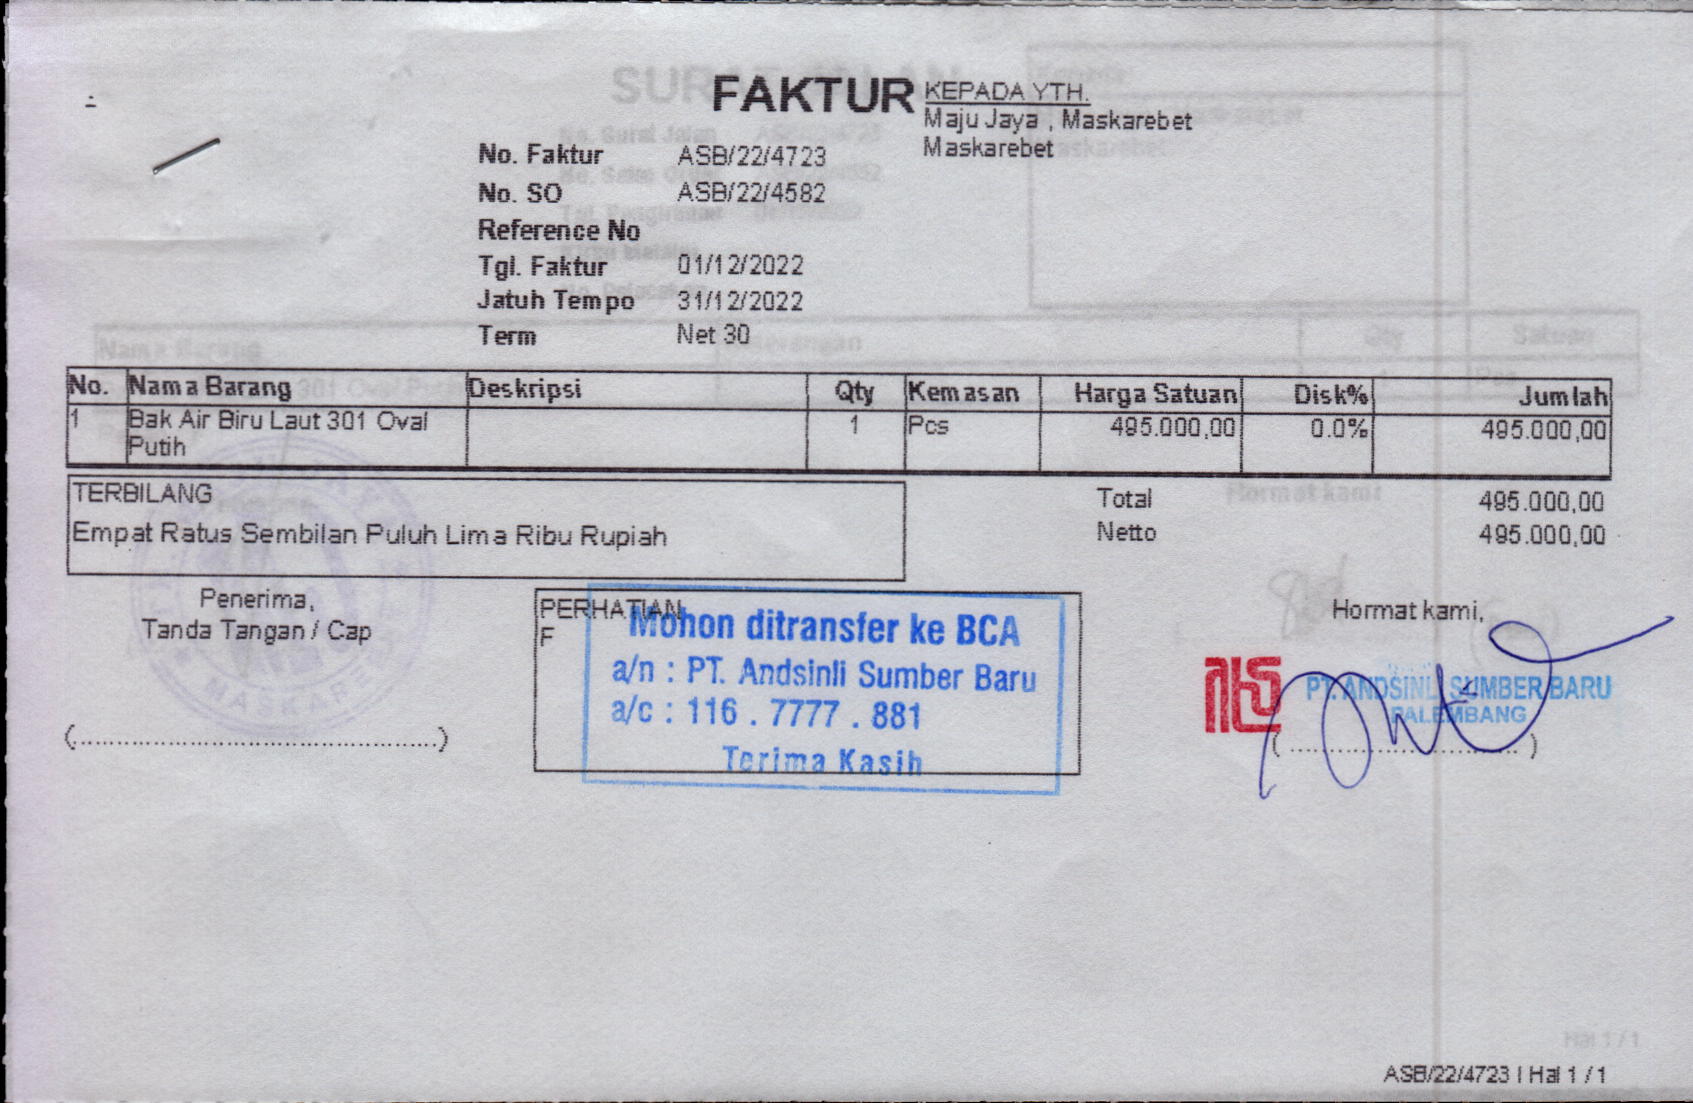 FAKTUR
KEPADA YTH.
Maju Jaya , Maskarebet
Maskarebet
No. Faktur ASB/22/4723
No. SO ASB/22/4582
Reference No
Tgl. Faktur 01/12/2022
Jatuh Tempo 31/12/2022
Term Net 30
No. Nama Barang Deskripsi Qty Kemasan Harga Satuan Disk% Jumlah
1 Bak Air Biru Laut 301 Oval 1 Pcs 495.000,00 0.0% 495.000,00
Putih
TERBILANG
Empat Ratus Sembilan Puluh Lima Ribu Rupiah
Total 495.000,00
Netto 495.000,00
Penerima,
Tanda Tangan / Cap
(................................................)
PERHATIAN
F
Mohon ditransfer ke BCA
a/n : PT. Andsinli Sumber Baru
a/c : 116 . 7777 . 881
Terima Kasih
Hormat kami,
PT. ANDSINLI SUMBER BARU
PALEMBANG
( .............................. )
ASB/22/4723 | Hal 1 / 1